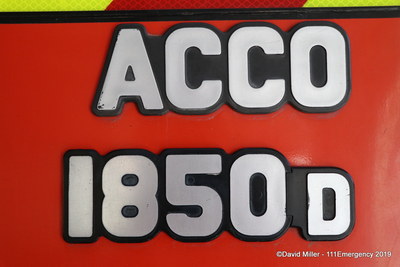 ACCO
1850D
©David Miller - 111Emergency 2019